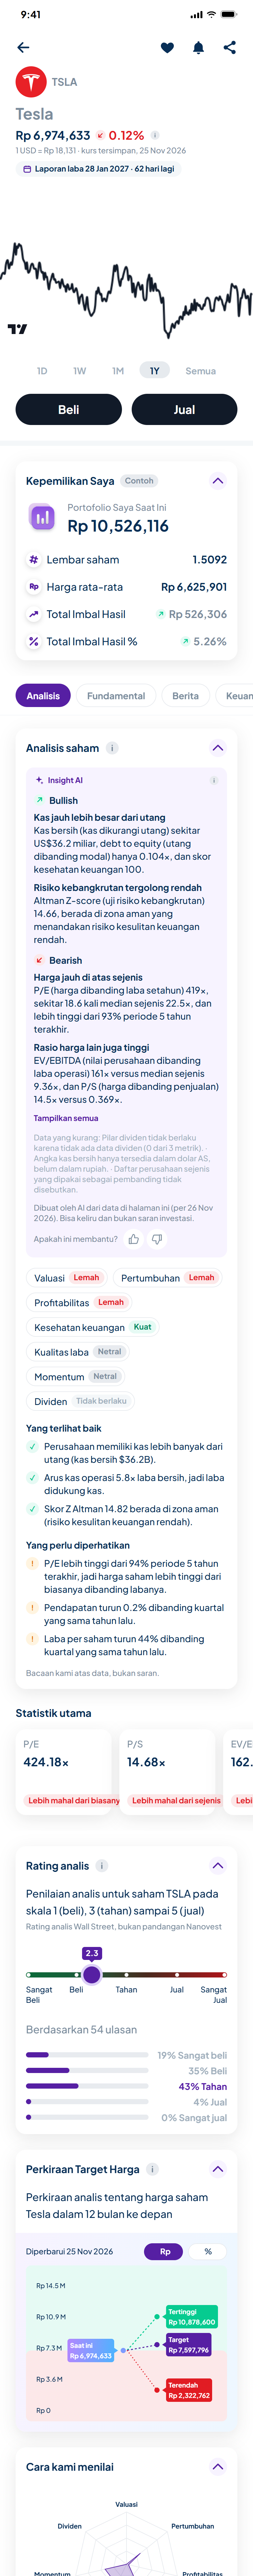 9:41
TSLA
Tesla
Rp 6,974,633 0.12%
1 USD = Rp 18,131 · kurs tersimpan, 25 Nov 2026
Laporan laba 28 Jan 2027 · 62 hari lagi
1D 1W 1M 1Y Semua
Beli Jual
Kepemilikan Saya Contoh
Portofolio Saya Saat Ini
Rp 10,526,116
Lembar saham 1.5092
Rp Harga rata-rata Rp 6,625,901
Total Imbal Hasil Rp 526,306
Total Imbal Hasil % 5.26%
Analisis Fundamental Berita Keuan
Analisis saham
Insight AI
Bullish
Kas jauh lebih besar dari utang
Kas bersih (kas dikurangi utang) sekitar
US$36.2 miliar, debt to equity (utang
dibanding modal) hanya 0.104×, dan skor
kesehatan keuangan 100.
Risiko kebangkrutan tergolong rendah
Altman Z-score (uji risiko kebangkrutan)
14.66, berada di zona aman yang
menandakan risiko kesulitan keuangan
rendah.
Bearish
Harga jauh di atas sejenis
P/E (harga dibanding laba setahun) 419×,
sekitar 18.6 kali median sejenis 22.5×, dan
lebih tinggi dari 93% periode 5 tahun
terakhir.
Rasio harga lain juga tinggi
EV/EBITDA (nilai perusahaan dibanding
laba operasi) 161× versus median sejenis
9.36×, dan P/S (harga dibanding penjualan)
14.5× versus 0.369×.
Tampilkan semua
Data yang kurang: Pilar dividen tidak berlaku
karena tidak ada data dividen (0 dari 3 metrik). ·
Angka kas bersih hanya tersedia dalam dolar AS,
belum dalam rupiah. · Daftar perusahaan sejenis
yang dipakai sebagai pembanding tidak
disebutkan.
Dibuat oleh AI dari data di halaman ini (per 26 Nov
2026). Bisa keliru dan bukan saran investasi.
Apakah ini membantu?
Valuasi Lemah Pertumbuhan Lemah
Profitabilitas Lemah
Kesehatan keuangan Kuat
Kualitas laba Netral
Momentum Netral
Dividen Tidak berlaku
Yang terlihat baik
Perusahaan memiliki kas lebih banyak dari
utang (kas bersih $36.2B).
Arus kas operasi 5.8× laba bersih, jadi laba
didukung kas.
Skor Z Altman 14.82 berada di zona aman
(risiko kesulitan keuangan rendah).
Yang perlu diperhatikan
P/E lebih tinggi dari 94% periode 5 tahun
terakhir, jadi harga saham lebih tinggi dari
biasanya dibanding labanya.
Pendapatan turun 0.2% dibanding kuartal
yang sama tahun lalu.
Laba per saham turun 44% dibanding
kuartal yang sama tahun lalu.
Bacaan kami atas data, bukan saran.
Statistik utama
P/E P/S EV/E
424.18× 14.68× 162.
Lebih mahal dari biasany Lebih mahal dari sejenis Lebi
Rating analis
Penilaian analis untuk saham TSLA pada
skala 1 (beli), 3 (tahan) sampai 5 (jual)
Rating analis Wall Street, bukan pandangan Nanovest
2.3
Sangat Beli Beli Tahan Jual Sangat Jual
Berdasarkan 54 ulasan
19% Sangat beli
35% Beli
43% Tahan
4% Jual
0% Sangat jual
Perkiraan Target Harga
Perkiraan analis tentang harga saham
Tesla dalam 12 bulan ke depan
Diperbarui 25 Nov 2026 Rp %
Rp 14.5 M
Rp 10.9 M
Tertinggi
Rp 10,878,600
Rp 7.3 M
Saat ini
Rp 6,974,633
Target
Rp 7,597,796
Rp 3.6 M
Terendah
Rp 2,322,762
Rp 0
Cara kami menilai
Valuasi
Dividen Pertumbuhan
Momentum Profitabilitas